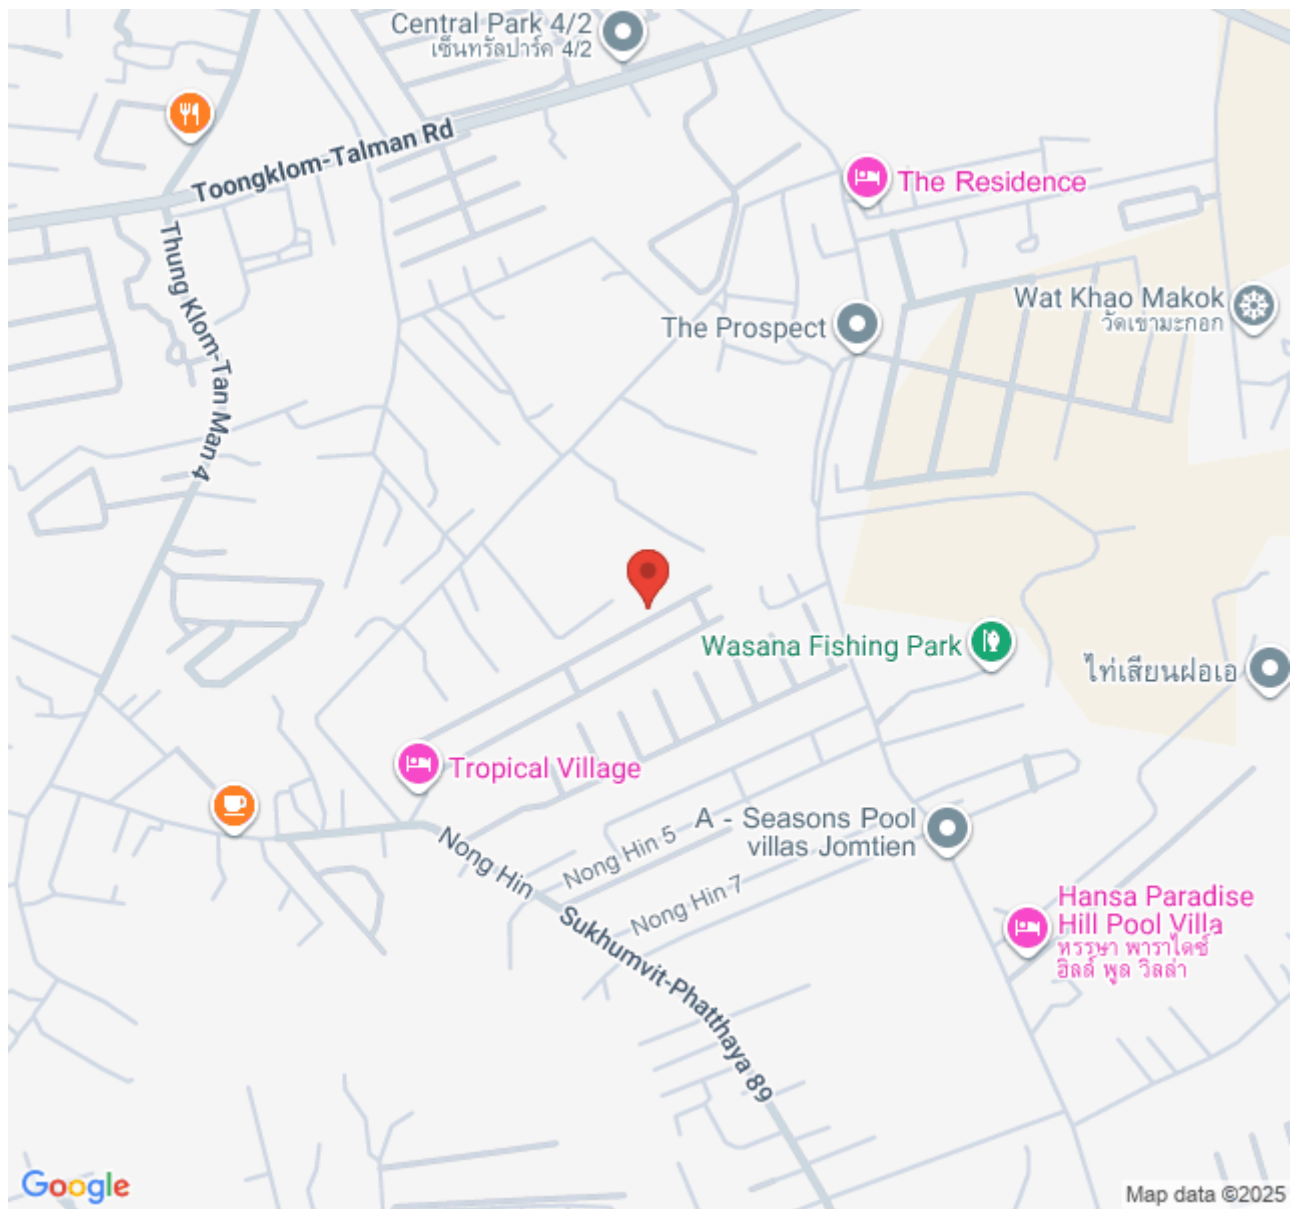 Central Park 4/2
เซ็นทรัลปาร์ค 4/2
Toongklom-Talman Rd
The Residence
Thung Klom-Tan Man 4
Wat Khao Makok
วัดเขามะกอก
The Prospect
Wasana Fishing Park
ไท่เสียนฝอเอ
Tropical Village
A - Seasons Pool
villas Jomtien
Nong Hin 5
Nong Hin
Nong Hin 7
Hansa Paradise
Hill Pool Villa
หรรษา พาราไดซ์
ฮิลล์ พูล วิลล่า
Sukhumvit-Phatthaya 89
Google
Map data ©2025